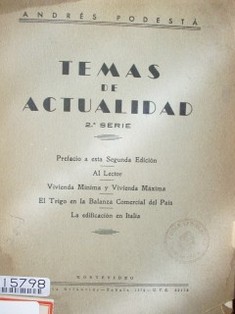 ANDRÉS PODESTÁ
TEMAS
DE
ACTUALIDAD
2.ª SERIE
Prefacio a esta Segunda Edición
Al Lector
Vivienda Mínima y Vivienda Máxima
El Trigo en la Balanza Comercial del País
La edificación en Italia
MONTEVIDEO
15798